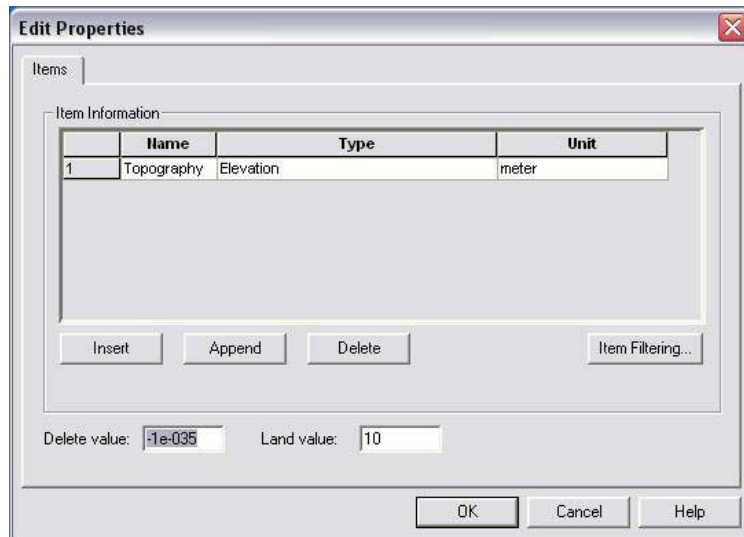 Edit Properties
Items
Item Information
Name Type Unit
1 Topography Elevation meter
Insert Append Delete Item Filtering...
Delete value: -1e-035 Land value: 10
OK Cancel Help